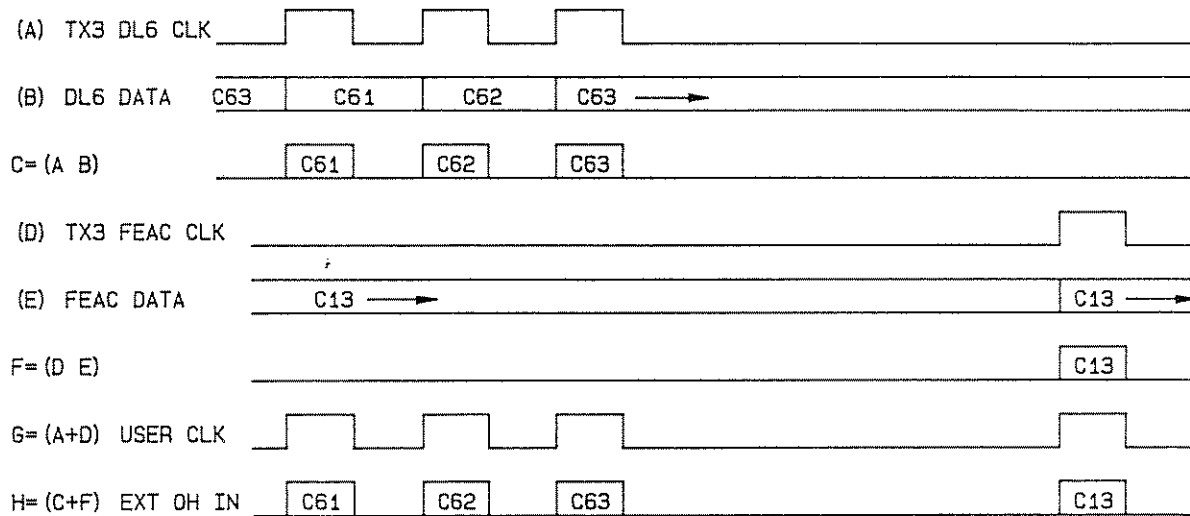 (A) TX3 DL6 CLK
(B) DL6 DATA C63 C61 C62 C63
C=(A B) C61 C62 C63
(D) TX3 FEAC CLK
(E) FEAC DATA C13 C13
F=(D E) C13
G=(A+D) USER CLK
H=(C+F) EXT OH IN C61 C62 C63 C13